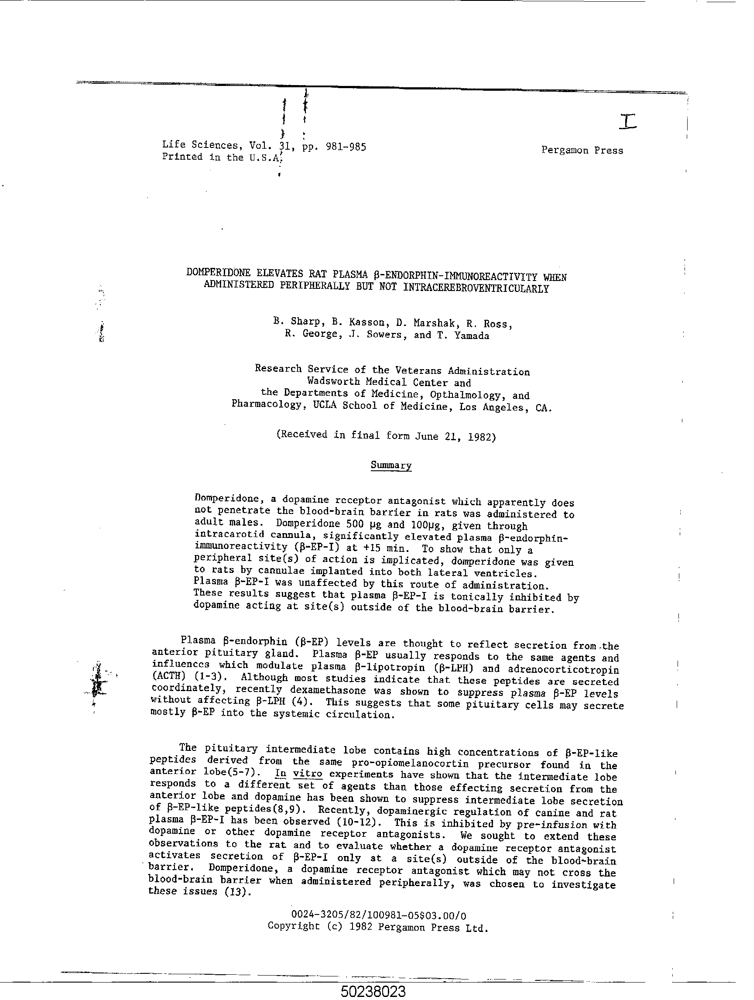 I
Life Sciences, Vol. 31, pp. 981-985
Printed in the U.S.A.
Pergamon Press
DOMPERIDONE ELEVATES RAT PLASMA β-ENDORPHIN-IMMUNOREACTIVITY WHEN
ADMINISTERED PERIPHERALLY BUT NOT INTRACEREBROVENTRICULARLY
B. Sharp, B. Kasson, D. Marshak, R. Ross,
R. George, J. Sowers, and T. Yamada
Research Service of the Veterans Administration
Wadsworth Medical Center and
the Departments of Medicine, Opthalmology, and
Pharmacology, UCLA School of Medicine, Los Angeles, CA.
(Received in final form June 21, 1982)
Summary
Domperidone, a dopamine receptor antagonist which apparently does
not penetrate the blood-brain barrier in rats was administered to
adult males. Domperidone 500 μg and 100μg, given through
intracarotid cannula, significantly elevated plasma β-endorphin-
immunoreactivity (β-EP-I) at +15 min. To show that only a
peripheral site(s) of action is implicated, domperidone was given
to rats by cannulae implanted into both lateral ventricles.
Plasma β-EP-I was unaffected by this route of administration.
These results suggest that plasma β-EP-I is tonically inhibited by
dopamine acting at site(s) outside of the blood-brain barrier.
Plasma β-endorphin (β-EP) levels are thought to reflect secretion from the
anterior pituitary gland. Plasma β-EP usually responds to the same agents and
influences which modulate plasma β-lipotropin (β-LPH) and adrenocorticotropin
(ACTH) (1-3). Although most studies indicate that these peptides are secreted
coordinately, recently dexamethasone was shown to suppress plasma β-EP levels
without affecting β-LPH (4). This suggests that some pituitary cells may secrete
mostly β-EP into the systemic circulation.
The pituitary intermediate lobe contains high concentrations of β-EP-like
peptides derived from the same pro-opiomelanocortin precursor found in the
anterior lobe(5-7). In vitro experiments have shown that the intermediate lobe
responds to a different set of agents than those effecting secretion from the
anterior lobe and dopamine has been shown to suppress intermediate lobe secretion
of β-EP-like peptides(8,9). Recently, dopaminergic regulation of canine and rat
plasma β-EP-I has been observed (10-12). This is inhibited by pre-infusion with
dopamine or other dopamine receptor antagonists. We sought to extend these
observations to the rat and to evaluate whether a dopamine receptor antagonist
activates secretion of β-EP-I only at a site(s) outside of the blood-brain
barrier. Domperidone, a dopamine receptor antagonist which may not cross the
blood-brain barrier when administered peripherally, was chosen to investigate
these issues (13).
0024-3205/82/100981-05$03.00/0
Copyright (c) 1982 Pergamon Press Ltd.
50238023